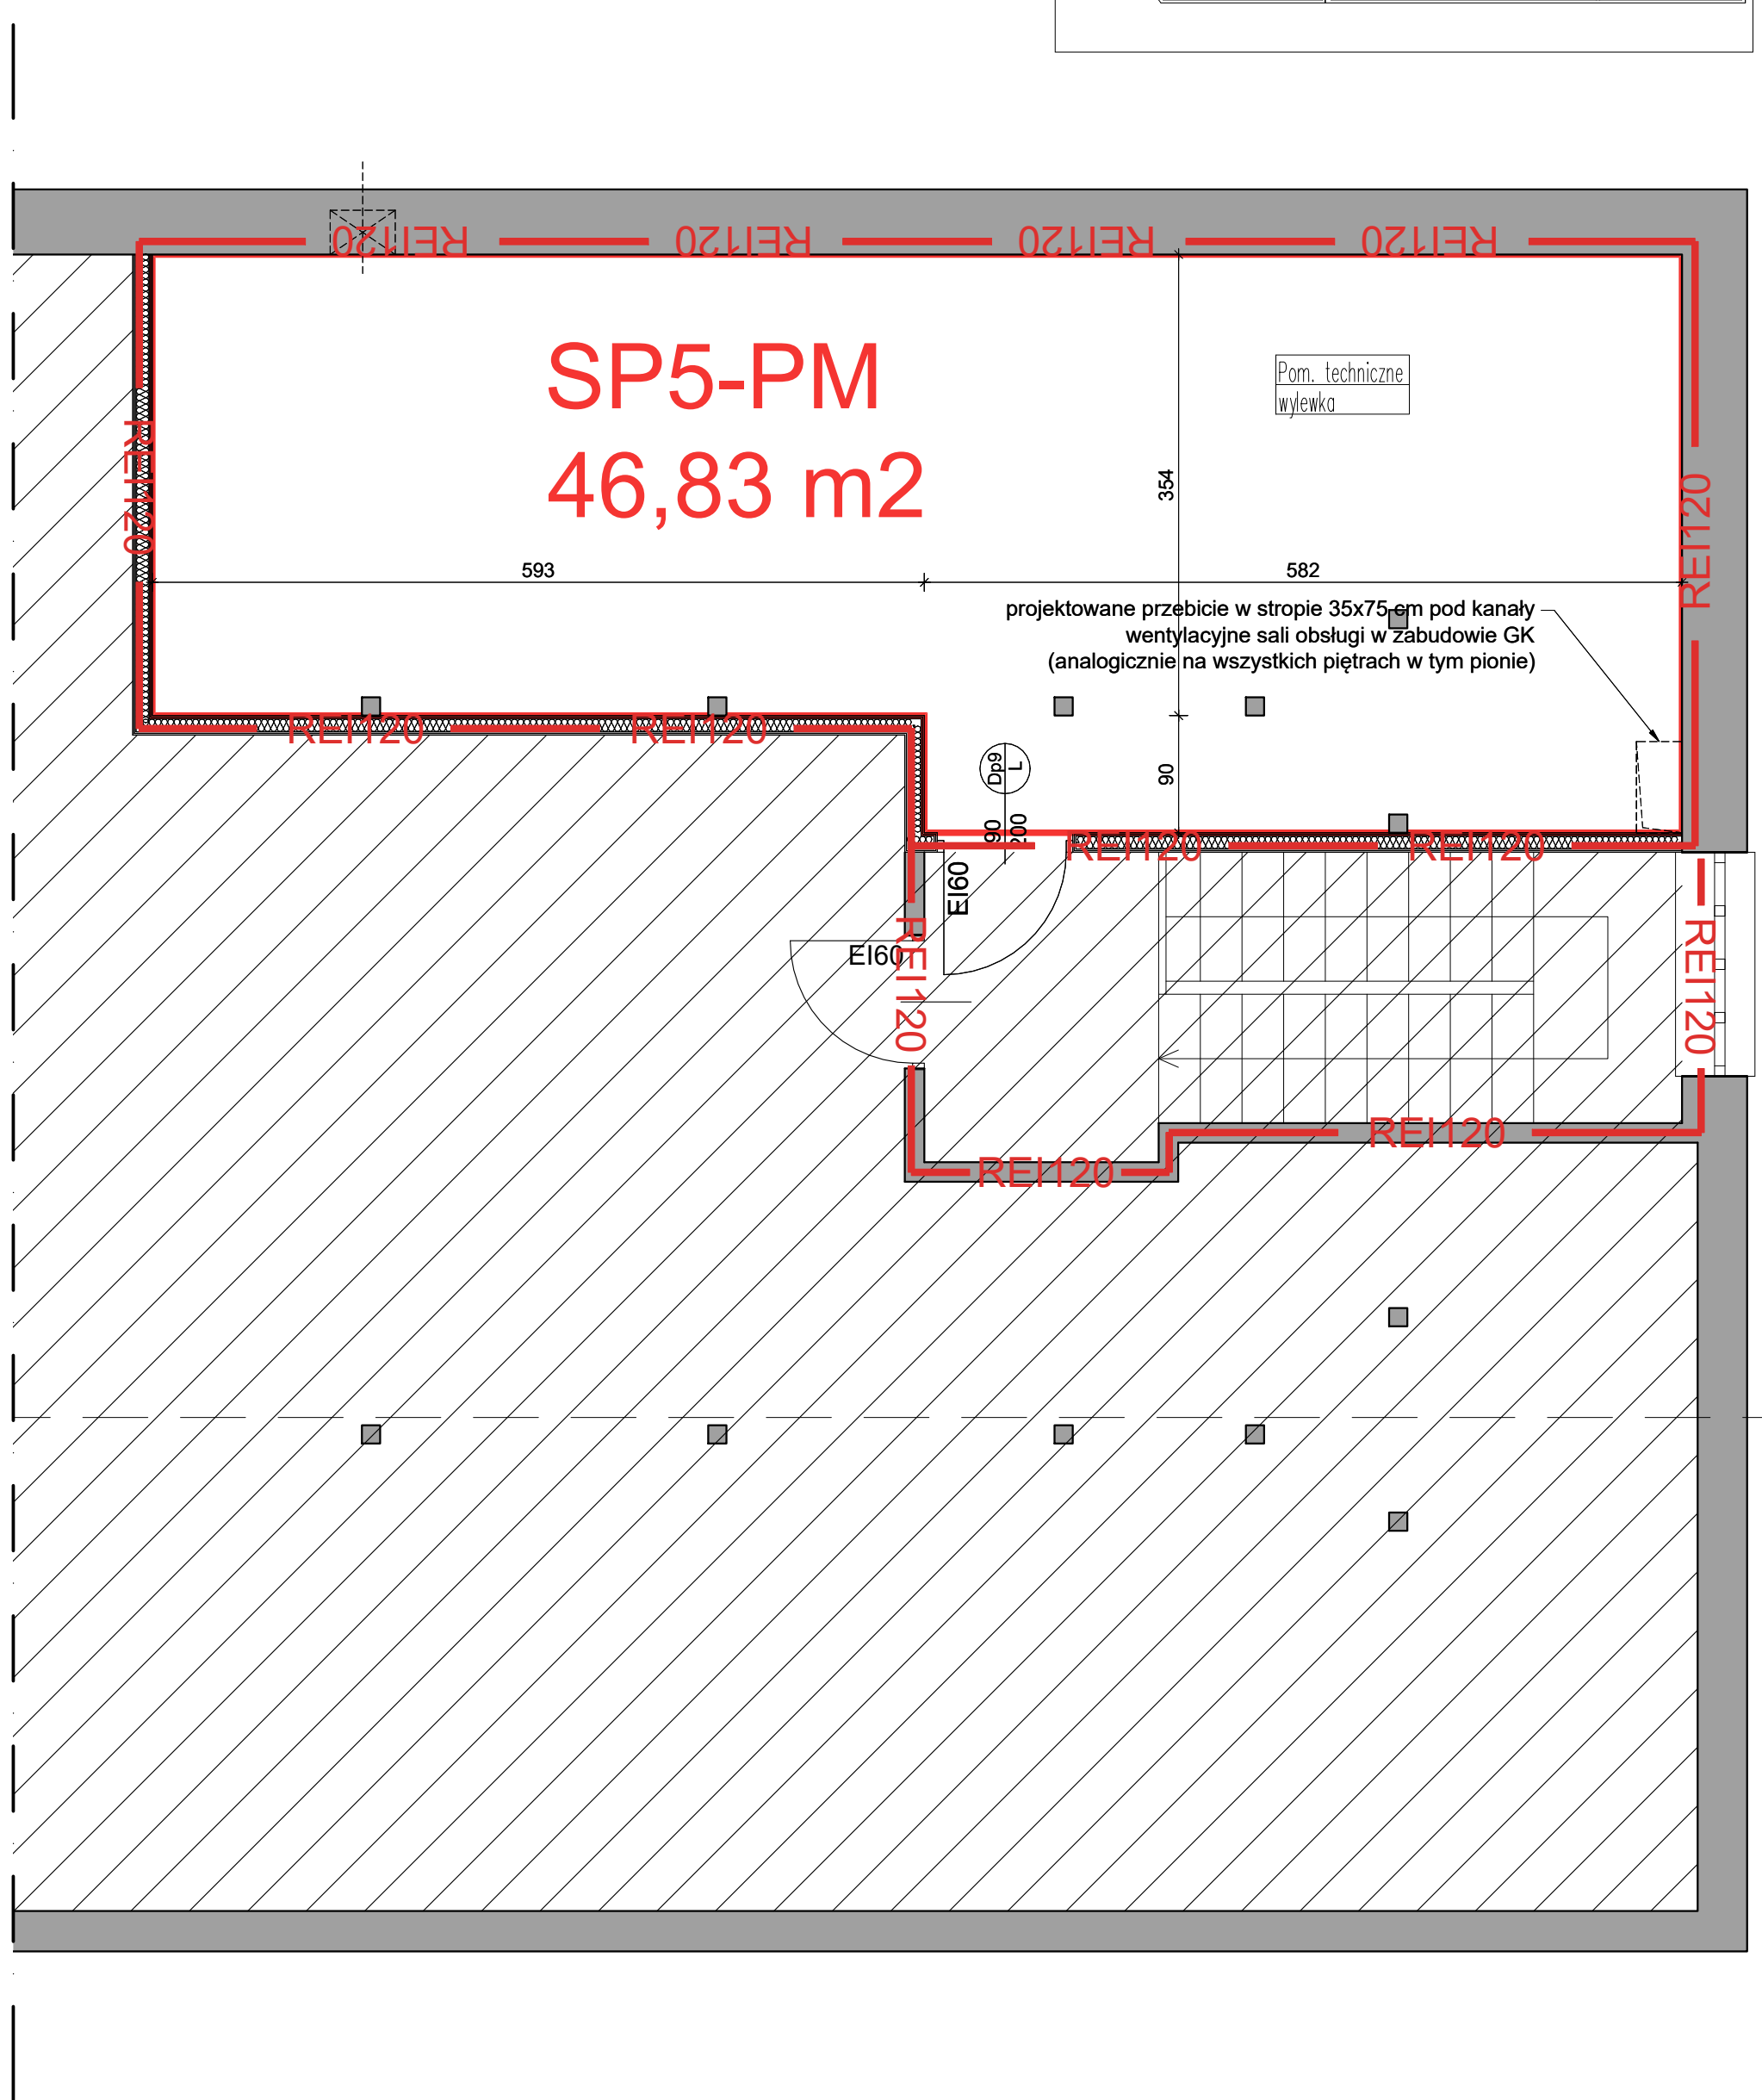 REI120 REI120 REI120 REI120
SP5-PM
46,83 m2
Pom. techniczne
wylewka
REI120
REI120
354
593
582
projektowane przebicie w stropie 35x75 cm pod kanały
wentylacyjne sali obsługi w zabudowie GK
(analogicznie na wszystkich piętrach w tym pionie)
REI120 REI120
Dp9
L
90
90
200
REI120 REI120
EI60
EI60
REI120
REI120
REI120
REI120